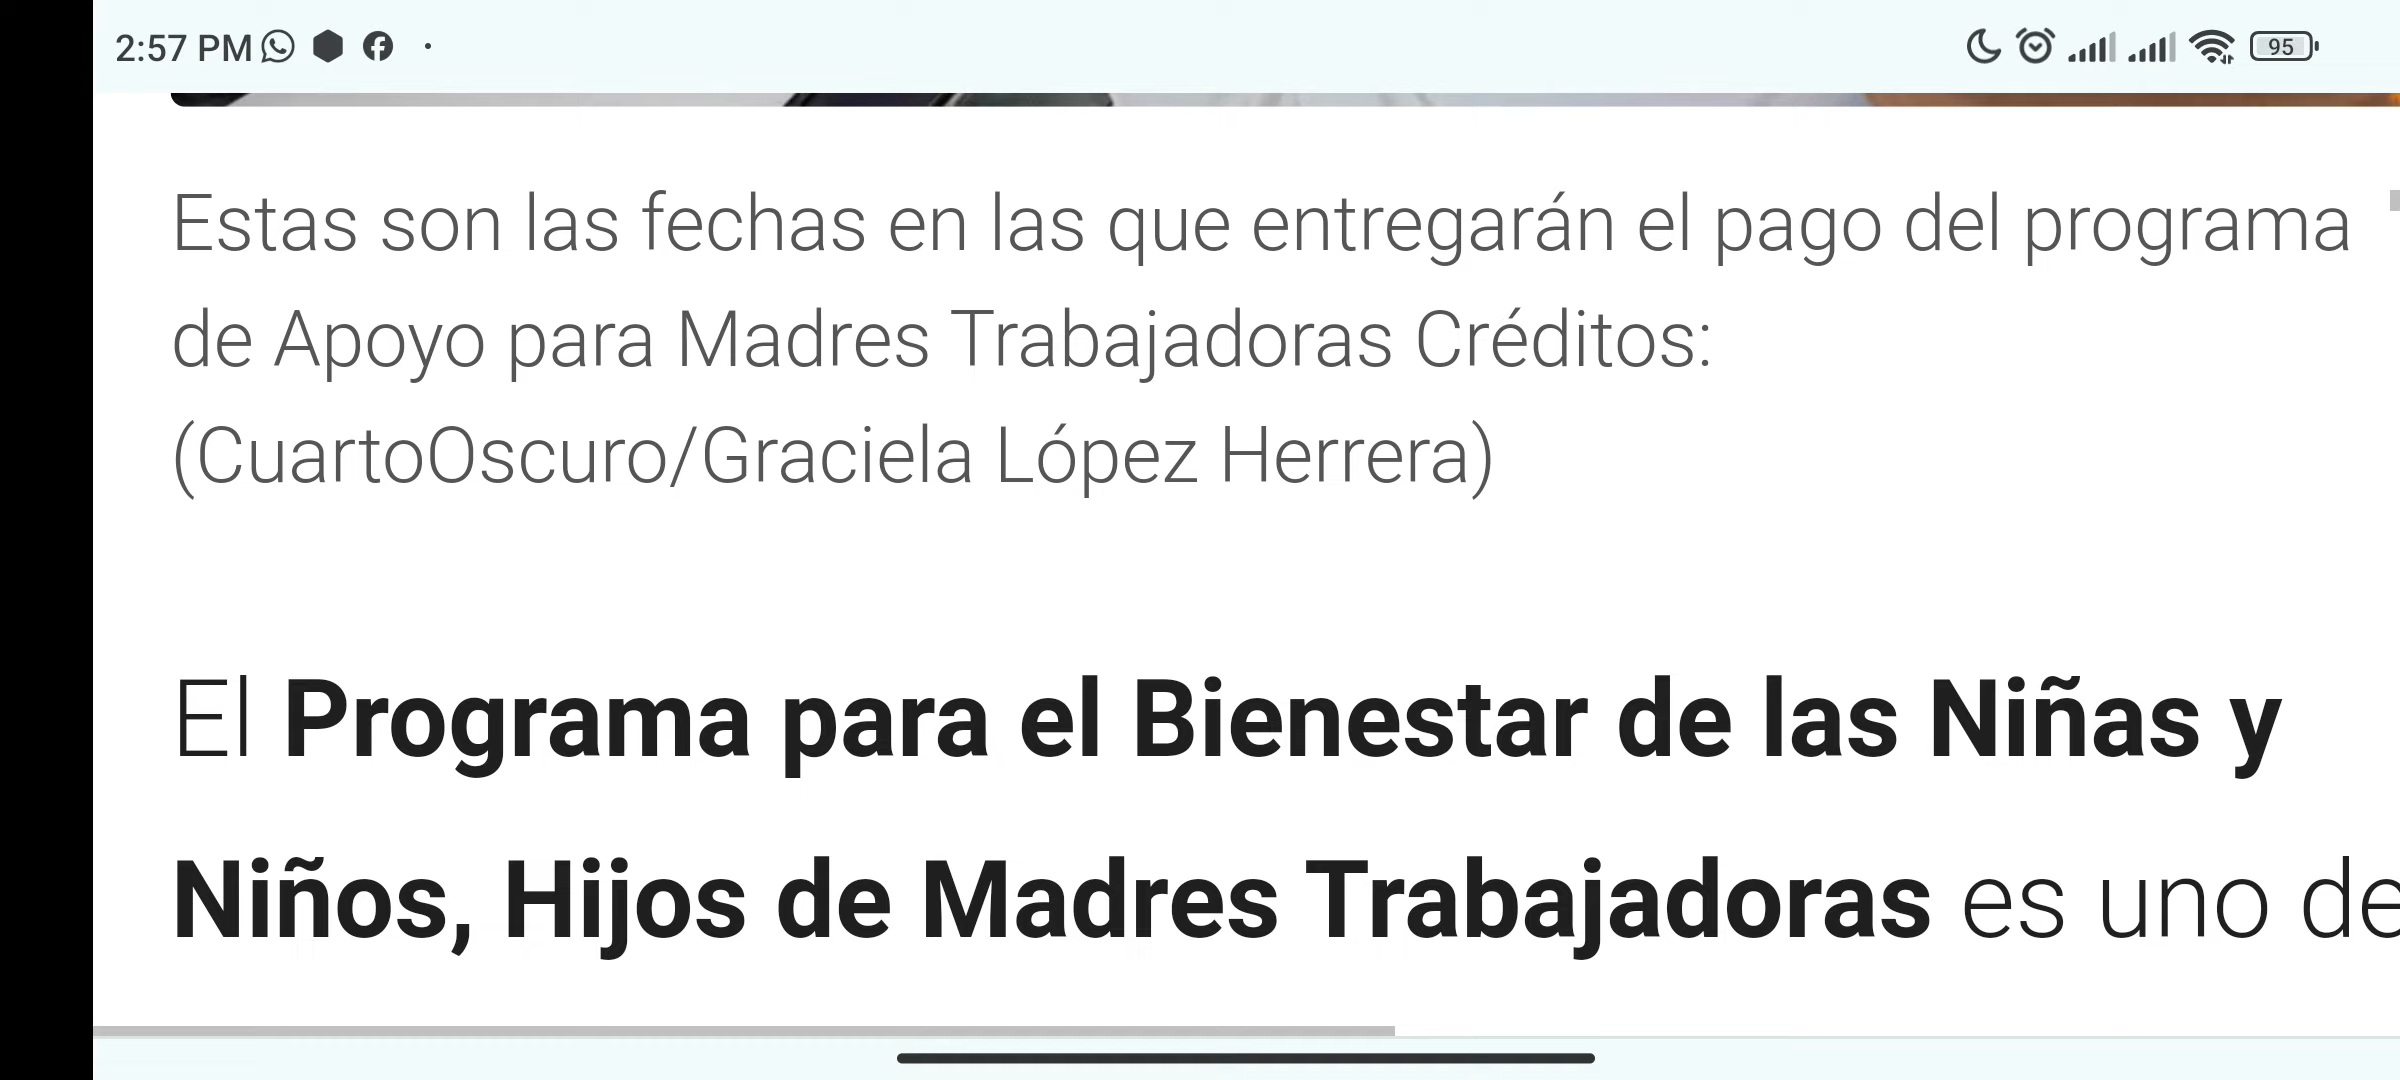 2:57 PM
95
Estas son las fechas en las que entregarán el pago del programa
de Apoyo para Madres Trabajadoras Créditos:
(CuartoOscuro/Graciela López Herrera)
El Programa para el Bienestar de las Niñas y
Niños, Hijos de Madres Trabajadoras es uno de